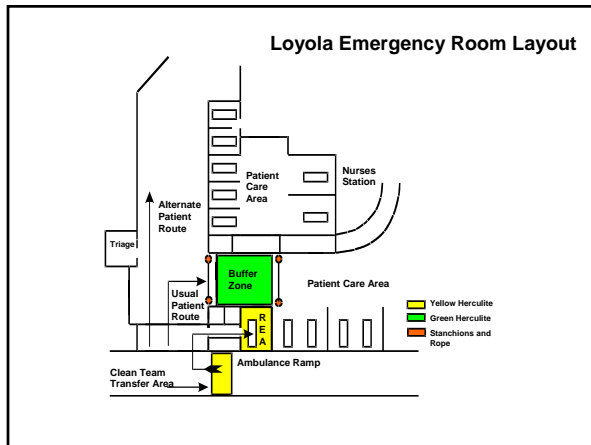 Loyola Emergency Room Layout
Patient
Care
Area
Nurses
Station
Alternate
Patient
Route
Triage
Buffer
Zone
Patient Care Area
Usual
Patient
Route
R
E
A
Yellow Herculite
Green Herculite
Stanchions and
Rope
Ambulance Ramp
Clean Team
Transfer Area